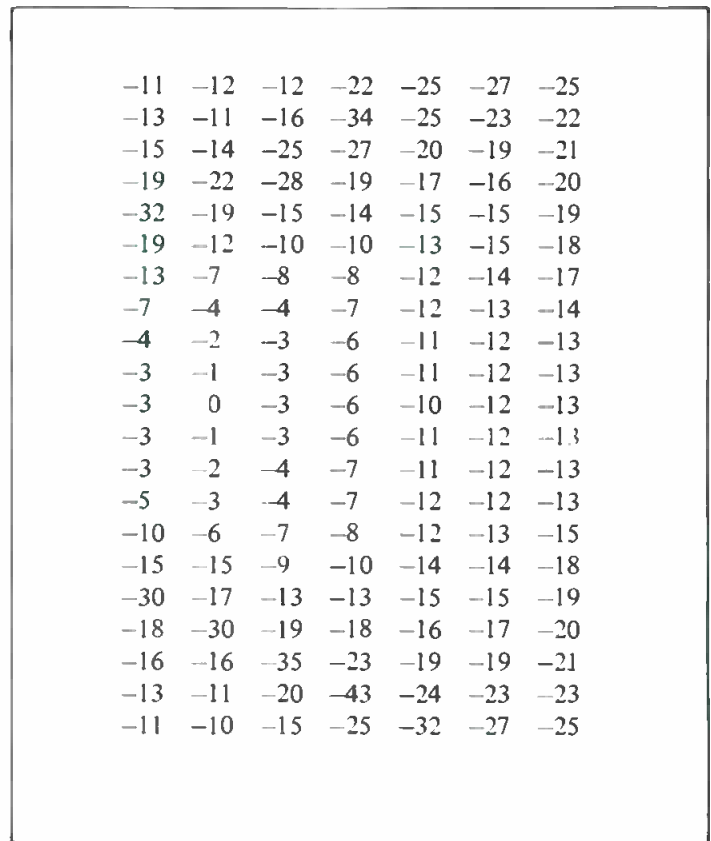 –11 –12 –12 –22 –25 –27 –25
–13 –11 –16 –34 –25 –23 –22
–15 –14 –25 –27 –20 –19 –21
–19 –22 –28 –19 –17 –16 –20
–32 –19 –15 –14 –15 –15 –19
–19 –12 –10 –10 –13 –15 –18
–13 –7 –8 –8 –12 –14 –17
–7 –4 –4 –7 –12 –13 –14
–4 –2 –3 –6 –11 –12 –13
–3 –1 –3 –6 –11 –12 –13
–3 0 –3 –6 –10 –12 –13
–3 –1 –3 –6 –11 –12 –13
–3 –2 –4 –7 –11 –12 –13
–5 –3 –4 –7 –12 –12 –13
–10 –6 –7 –8 –12 –13 –15
–15 –15 –9 –10 –14 –14 –18
–30 –17 –13 –13 –15 –15 –19
–18 –30 –19 –18 –16 –17 –20
–16 –16 –35 –23 –19 –19 –21
–13 –11 –20 –43 –24 –23 –23
–11 –10 –15 –25 –32 –27 –25